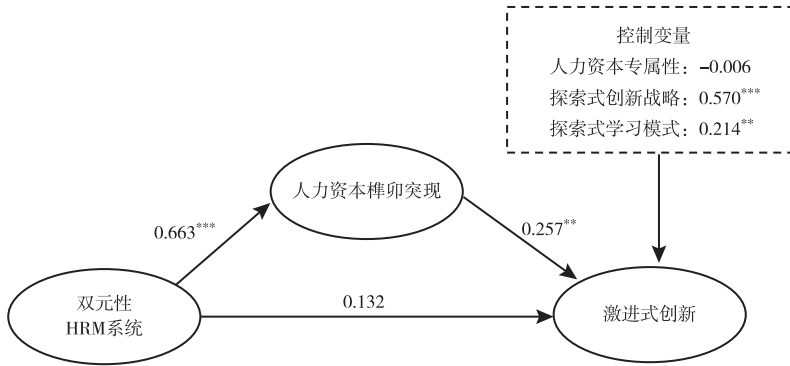 控制变量
人力资本专属性：-0.006
探索式创新战略：0.570***
探索式学习模式：0.214**
人力资本榫卯突现
0.663***
0.257**
双元性
HRM系统
0.132
激进式创新